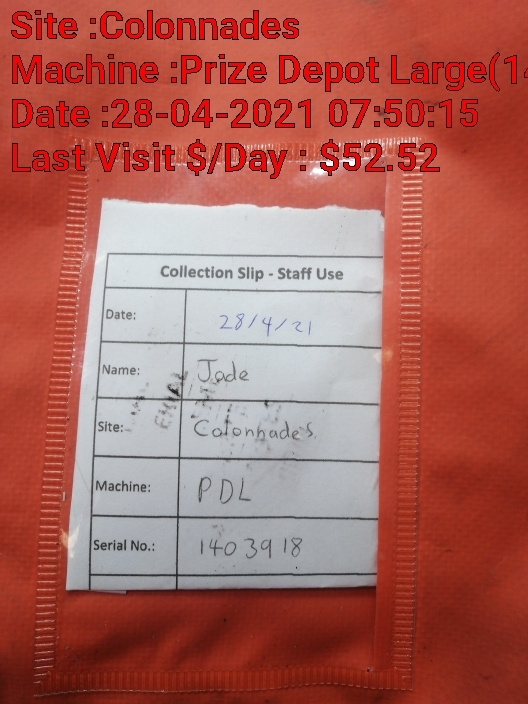 Site :Colonnades
Machine :Prize Depot Large(14
Date :28-04-2021 07:50:15
Last Visit $/Day : $52.52
Collection Slip - Staff Use
Date: 28/4/21
Name: Jade
Site: Colonnades
Machine: PDL
Serial No.: 1403918